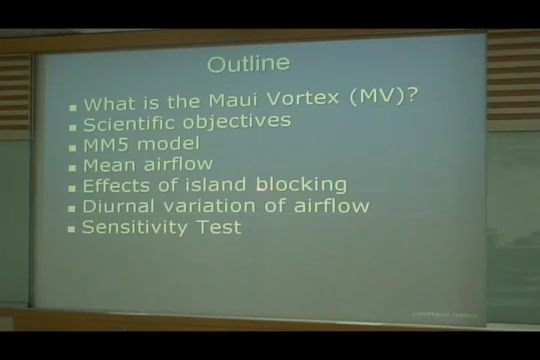 Outline
What is the Maui Vortex (MV)?
Scientific objectives
MM5 model
Mean airflow
Effects of island blocking
Diurnal variation of airflow
Sensitivity Test